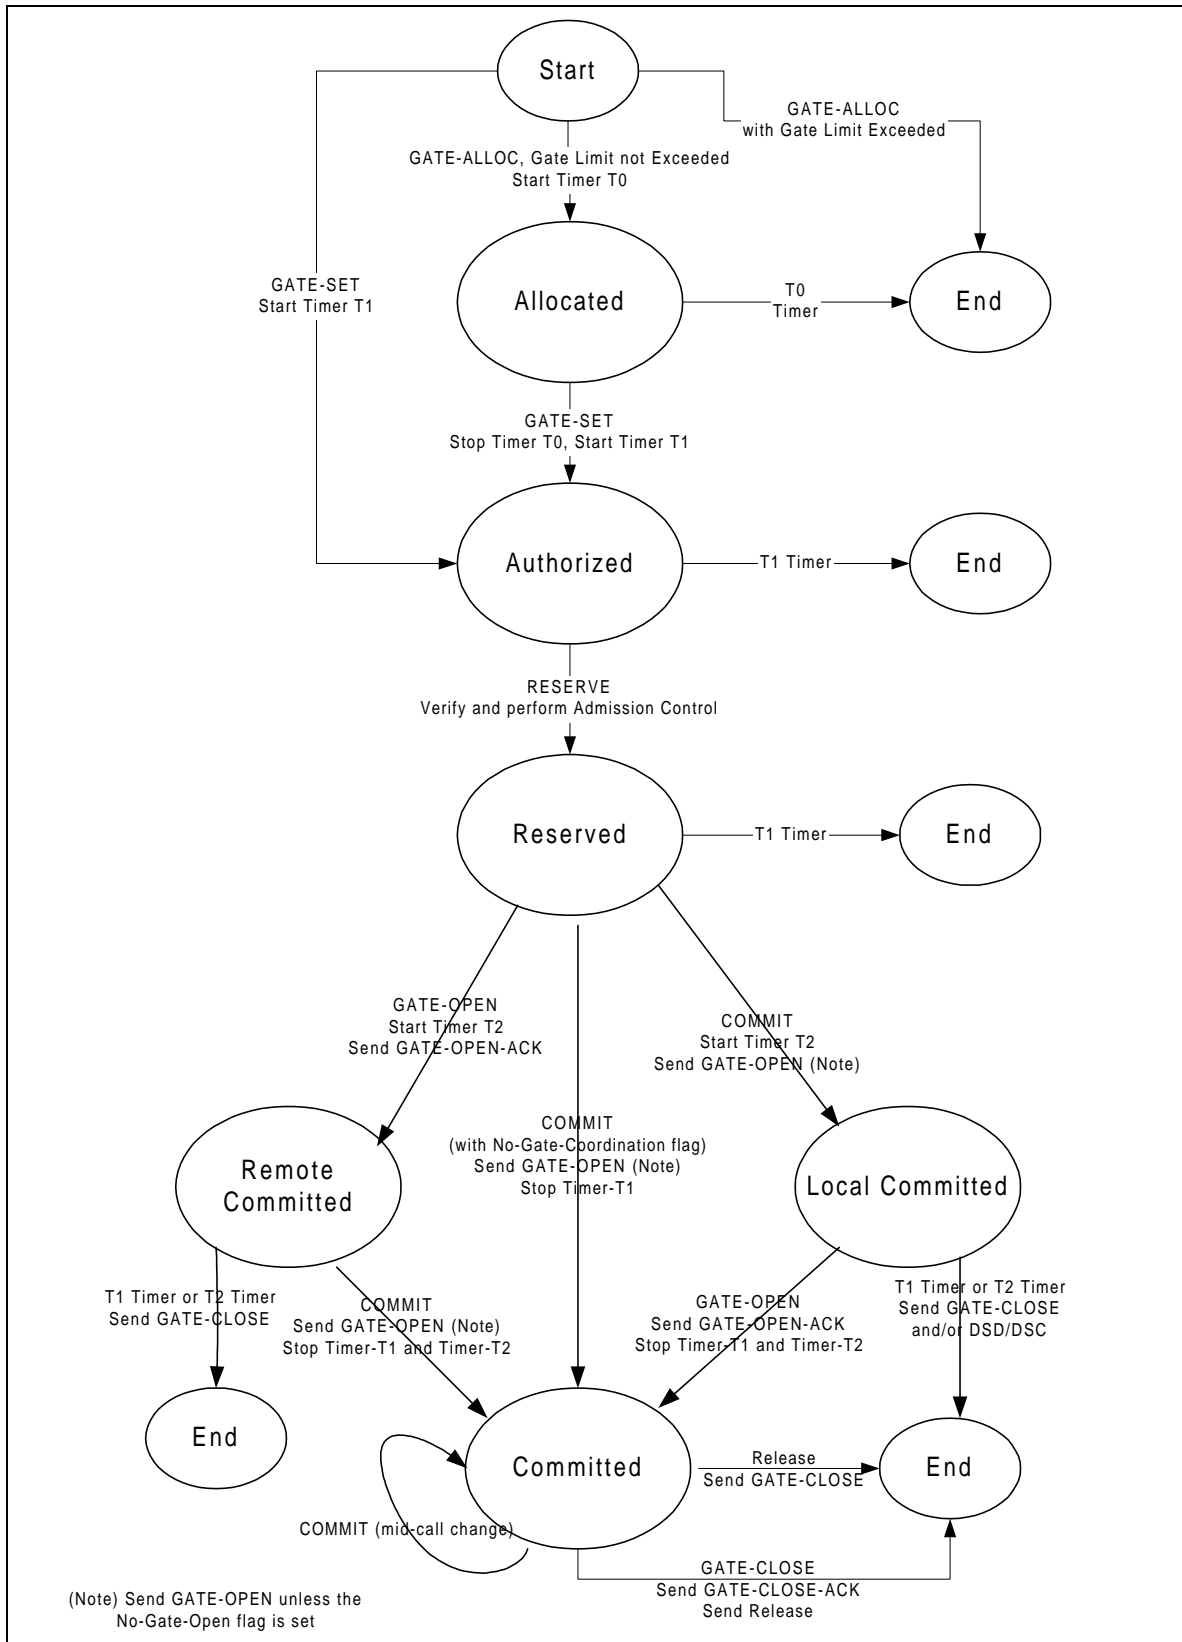 Start
GATE-ALLOC
with Gate Limit Exceeded
GATE-ALLOC, Gate Limit not Exceeded
Start Timer T0
GATE-SET
Start Timer T1
Allocated
T0
Timer
End
GATE-SET
Stop Timer T0, Start Timer T1
Authorized
T1 Timer
End
RESERVE
Verify and perform Admission Control
Reserved
T1 Timer
End
GATE-OPEN
Start Timer T2
Send GATE-OPEN-ACK
COMMIT
Start Timer T2
Send GATE-OPEN (Note)
COMMIT
(with No-Gate-Coordination flag)
Send GATE-OPEN (Note)
Stop Timer-T1
Remote
Committed
Local Committed
T1 Timer or T2 Timer
Send GATE-CLOSE
COMMIT
Send GATE-OPEN (Note)
Stop Timer-T1 and Timer-T2
GATE-OPEN
Send GATE-OPEN-ACK
Stop Timer-T1 and Timer-T2
T1 Timer or T2 Timer
Send GATE-CLOSE
and/or DSD/DSC
End
Committed
Release
Send GATE-CLOSE
End
COMMIT (mid-call change)
GATE-CLOSE
Send GATE-CLOSE-ACK
Send Release
(Note) Send GATE-OPEN unless the
No-Gate-Open flag is set